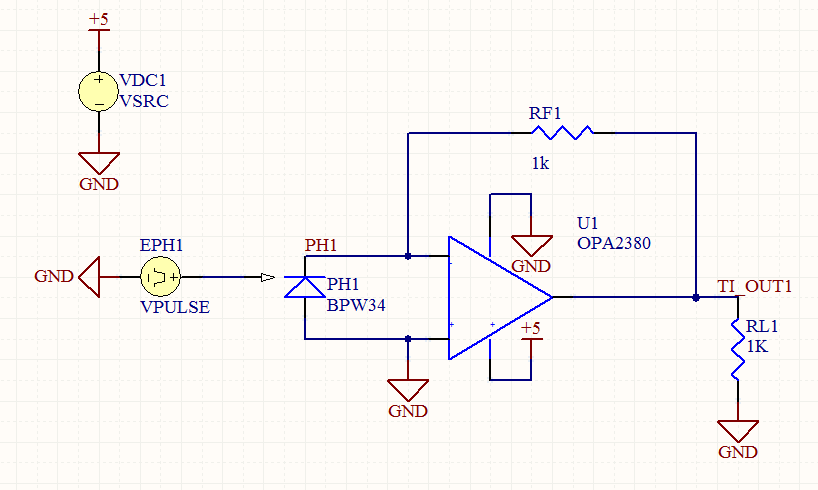 +5
VDC1
VSRC
GND
RF1
1k
U1
OPA2380
GND
EPH1
GND
VPULSE
PH1
PH1
BPW34
+5
TI_OUT1
RL1
1K
GND
GND